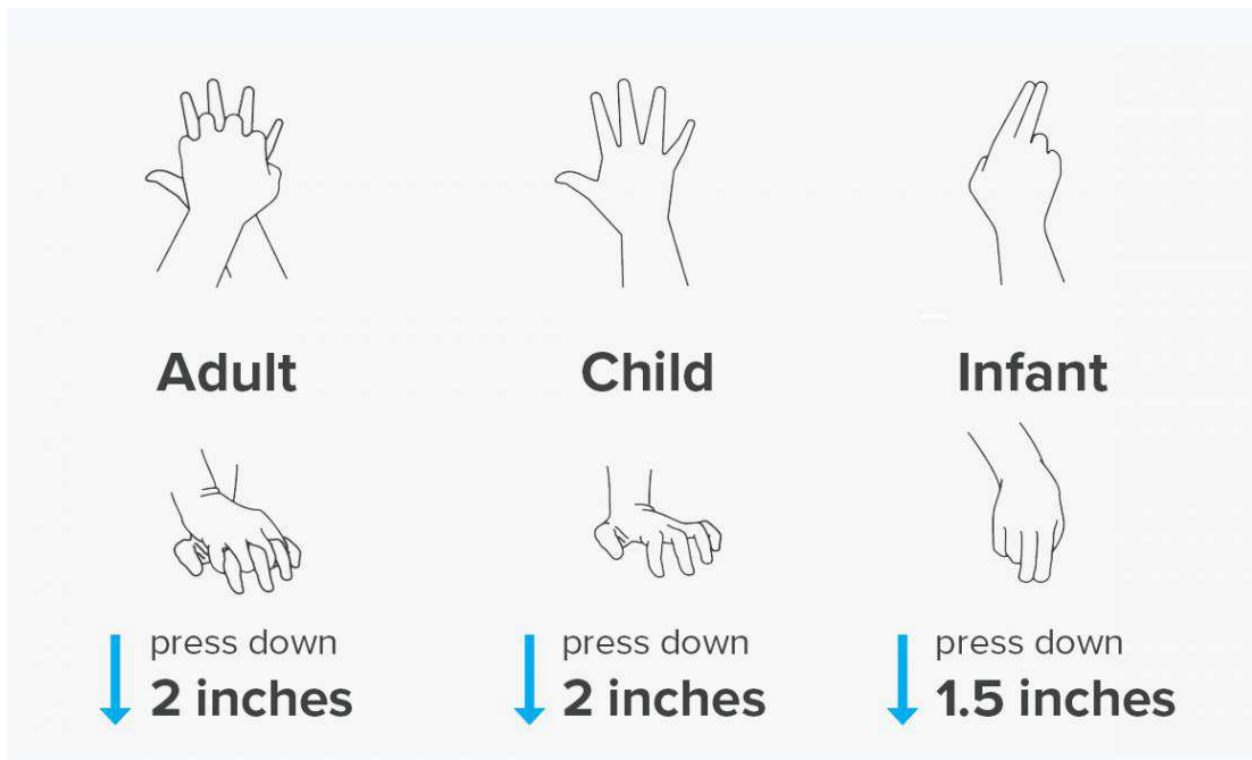 Adult
Child
Infant
press down
2 inches
press down
2 inches
press down
1.5 inches